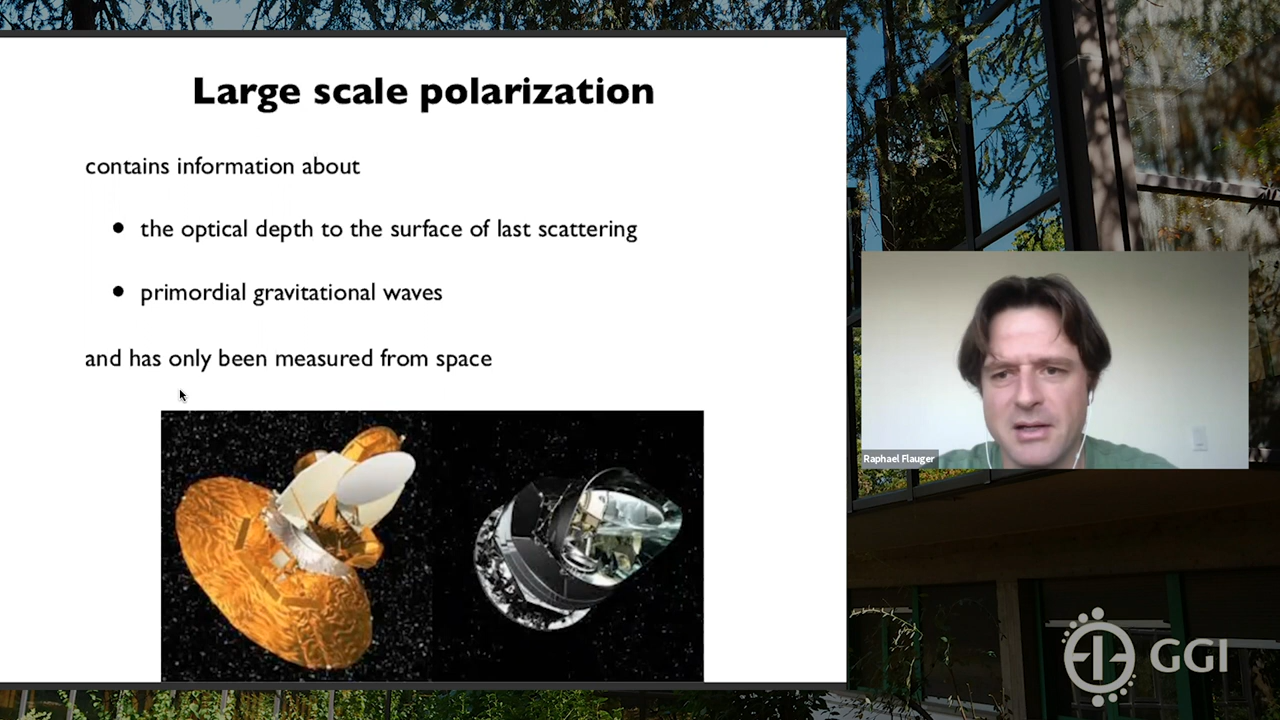 Large scale polarization
contains information about
• the optical depth to the surface of last scattering
• primordial gravitational waves
and has only been measured from space
Raphael Flauger
GGI